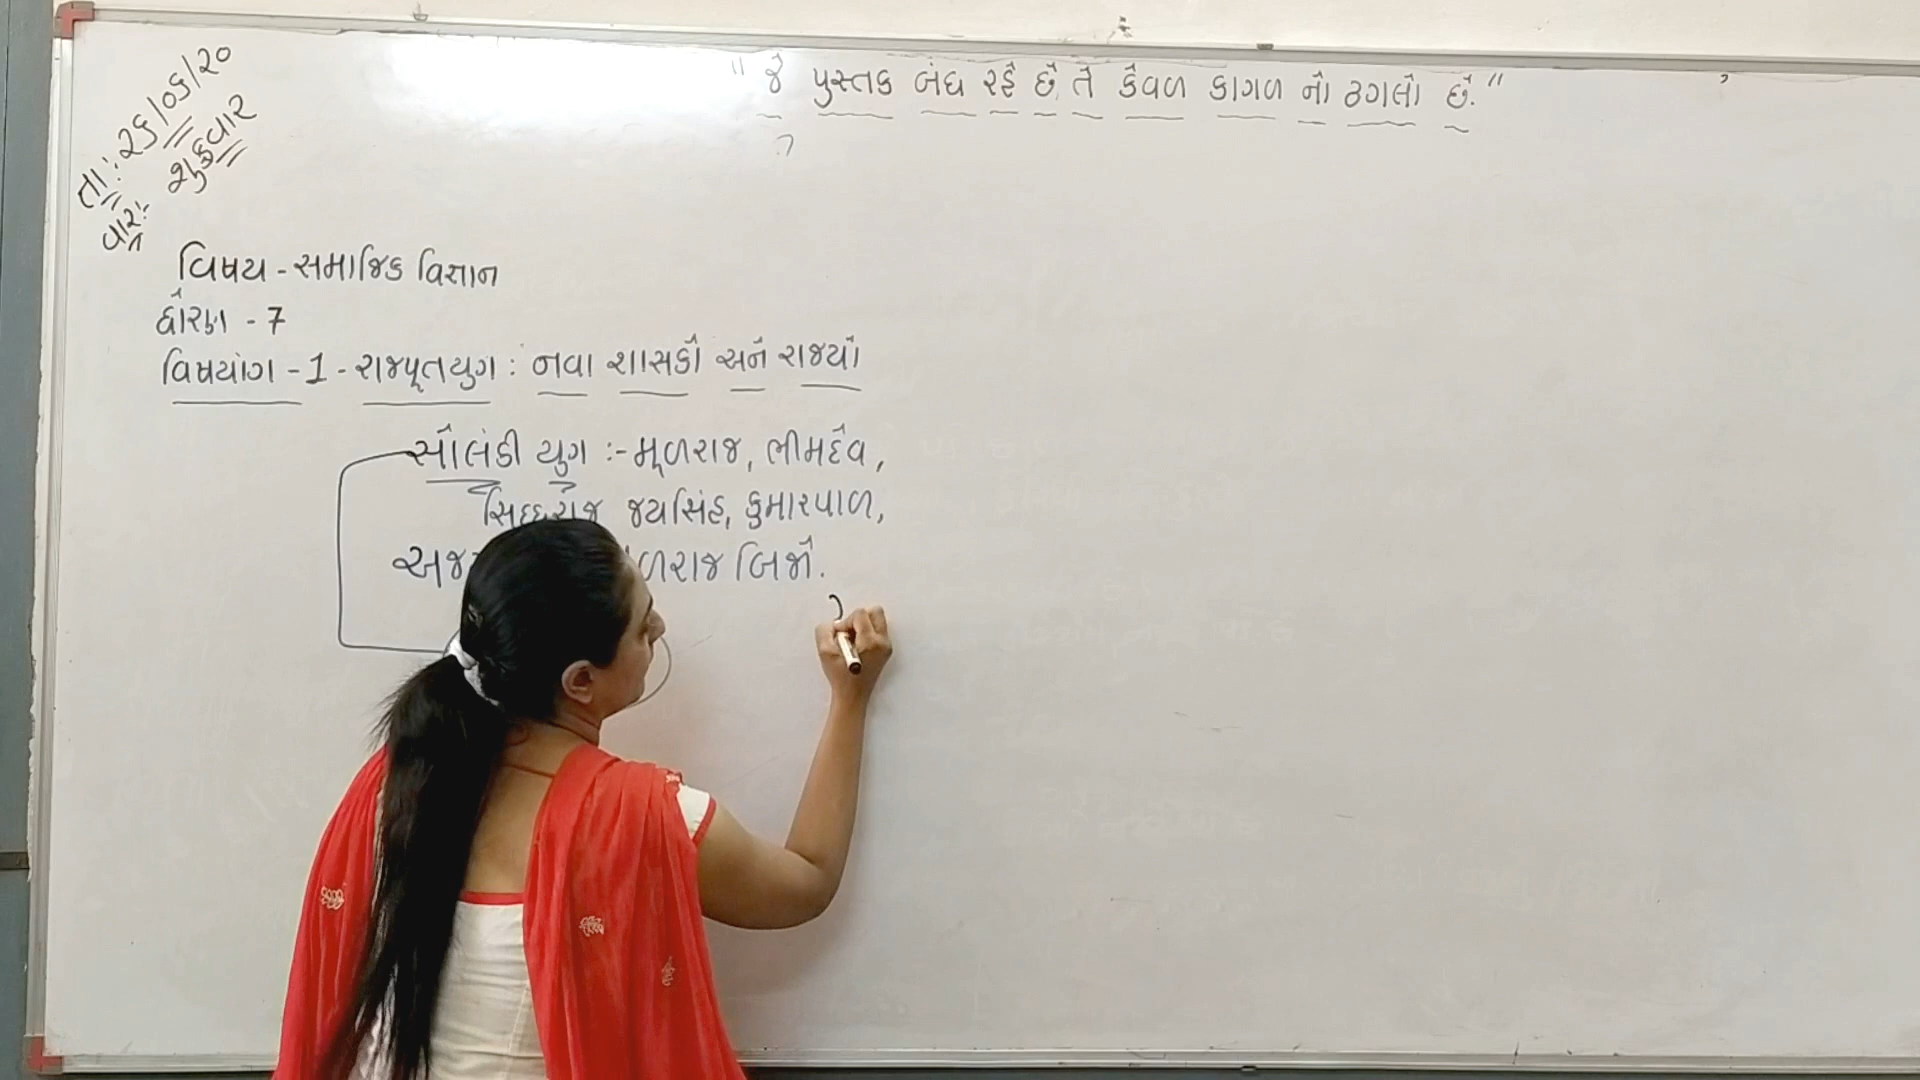 "જે પુસ્તક બંધ રહે છે, તે કેવળ કાગળ નો ઢગલો છે."
તા: ૨૬/૦૬/૨૦
વાર: શુક્રવાર
વિષય - સમાજિક વિજ્ઞાન
ધોરણ - 7
વિષયાંગ - 1 - રાજપૂતયુગ : નવા શાસકો અને રાજ્યો
સોલંકી યુગ :- મૂળરાજ, ભીમદેવ,
સિદ્ધરાજ જયસિંહ, કુમારપાળ,
ળરાજ બિજો.